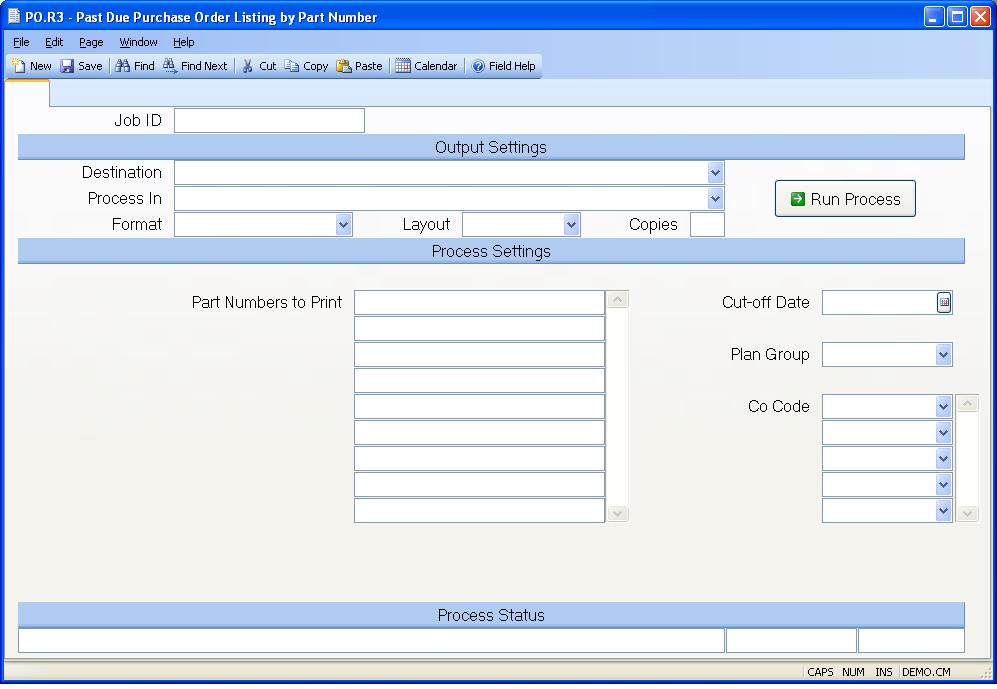 PO.R3 - Past Due Purchase Order Listing by Part Number
File Edit Page Window Help
New Save Find Find Next Cut Copy Paste Calendar Field Help
Job ID
Output Settings
Destination
Process In
Run Process
Format Layout Copies
Process Settings
Part Numbers to Print Cut-off Date
Plan Group
Co Code
Process Status
CAPS NUM INS DEMO.CM